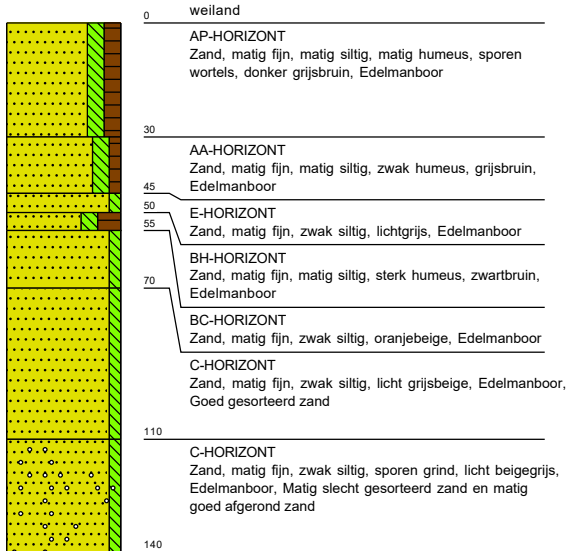 0
weiland
AP-HORIZONT
Zand, matig fijn, matig siltig, matig humeus, sporen
wortels, donker grijsbruin, Edelmanboor
30
AA-HORIZONT
Zand, matig fijn, matig siltig, zwak humeus, grijsbruin,
Edelmanboor
45
E-HORIZONT
Zand, matig fijn, zwak siltig, lichtgrijs, Edelmanboor
50
BH-HORIZONT
Zand, matig fijn, matig siltig, sterk humeus, zwartbruin,
Edelmanboor
55
BC-HORIZONT
Zand, matig fijn, zwak siltig, oranjebeige, Edelmanboor
70
C-HORIZONT
Zand, matig fijn, zwak siltig, licht grijsbeige, Edelmanboor,
Goed gesorteerd zand
110
C-HORIZONT
Zand, matig fijn, zwak siltig, sporen grind, licht beigegrijs,
Edelmanboor, Matig slecht gesorteerd zand en matig
goed afgerond zand
140